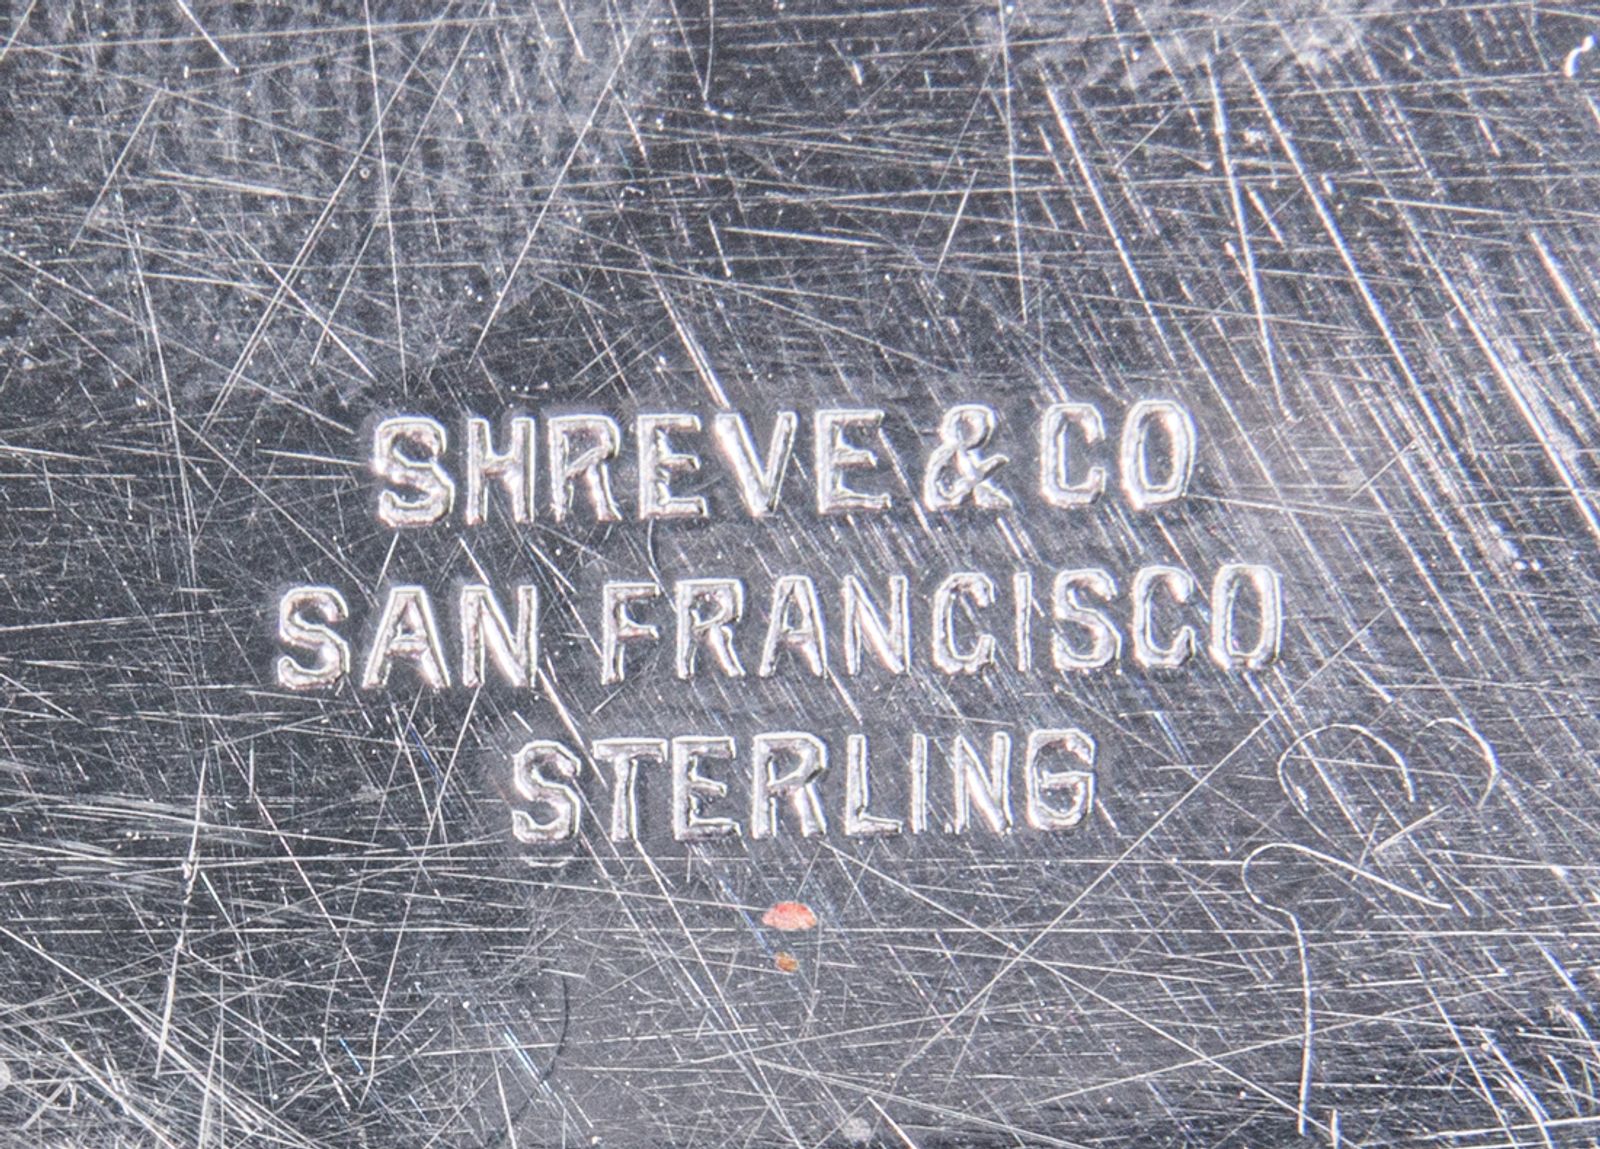 SHREVE & CO
SAN FRANCISCO
STERLING